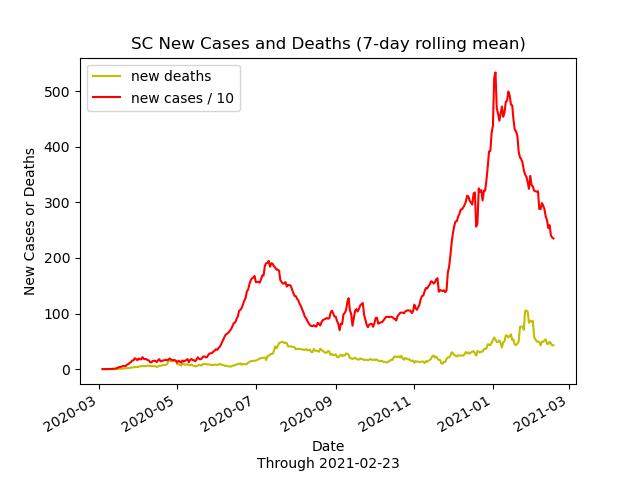 SC New Cases and Deaths (7-day rolling mean)
new deaths
new cases / 10
New Cases or Deaths
500
400
300
200
100
0
2020-03
2020-05
2020-07
2020-09
2020-11
2021-01
2021-03
Date
Through 2021-02-23